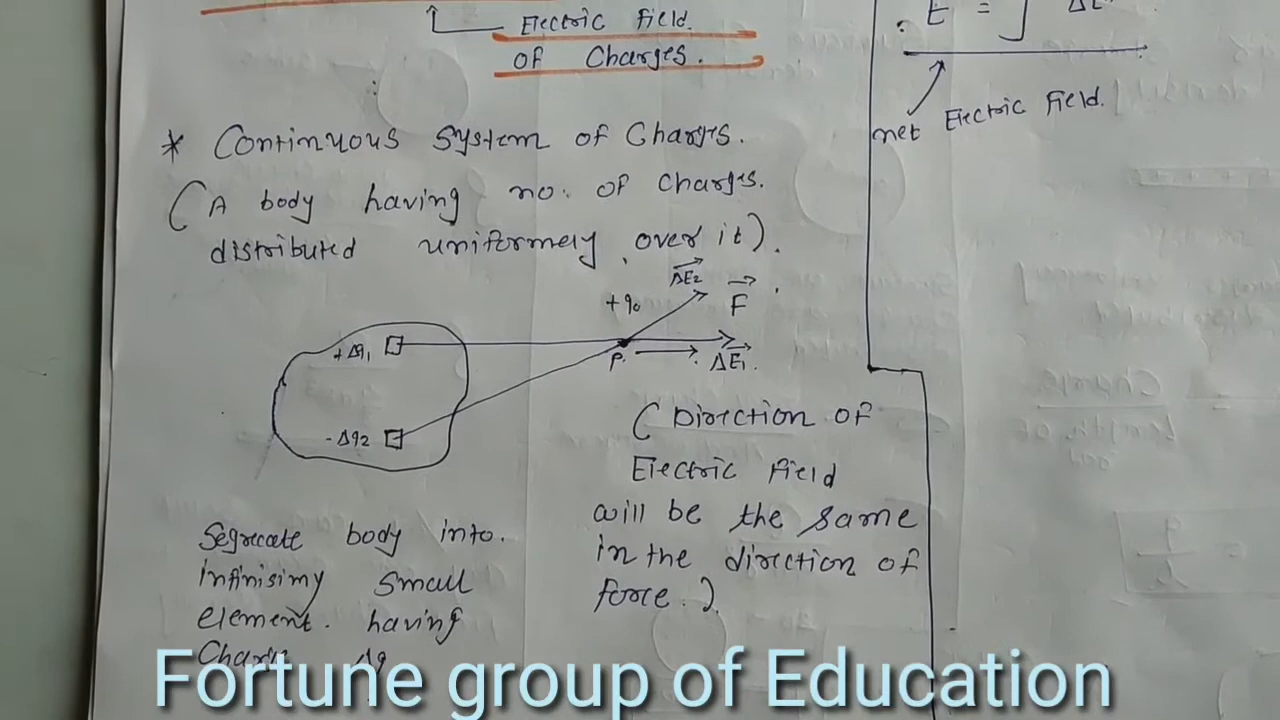 Electric Field.
OF Charges.
* Continuous System of Charges.
(A body having no. of charges.
distributed uniformely over it).
ΔE2
+q0
F
+Δq1
P.
ΔE1.
-Δq2
(Direction of
Electric Field
will be the same
in the direction of
force.)
Segrecate body into.
infinisimy small
element. having
Charge Δq
E = ∫
net Electric Field.
Fortune group of Education